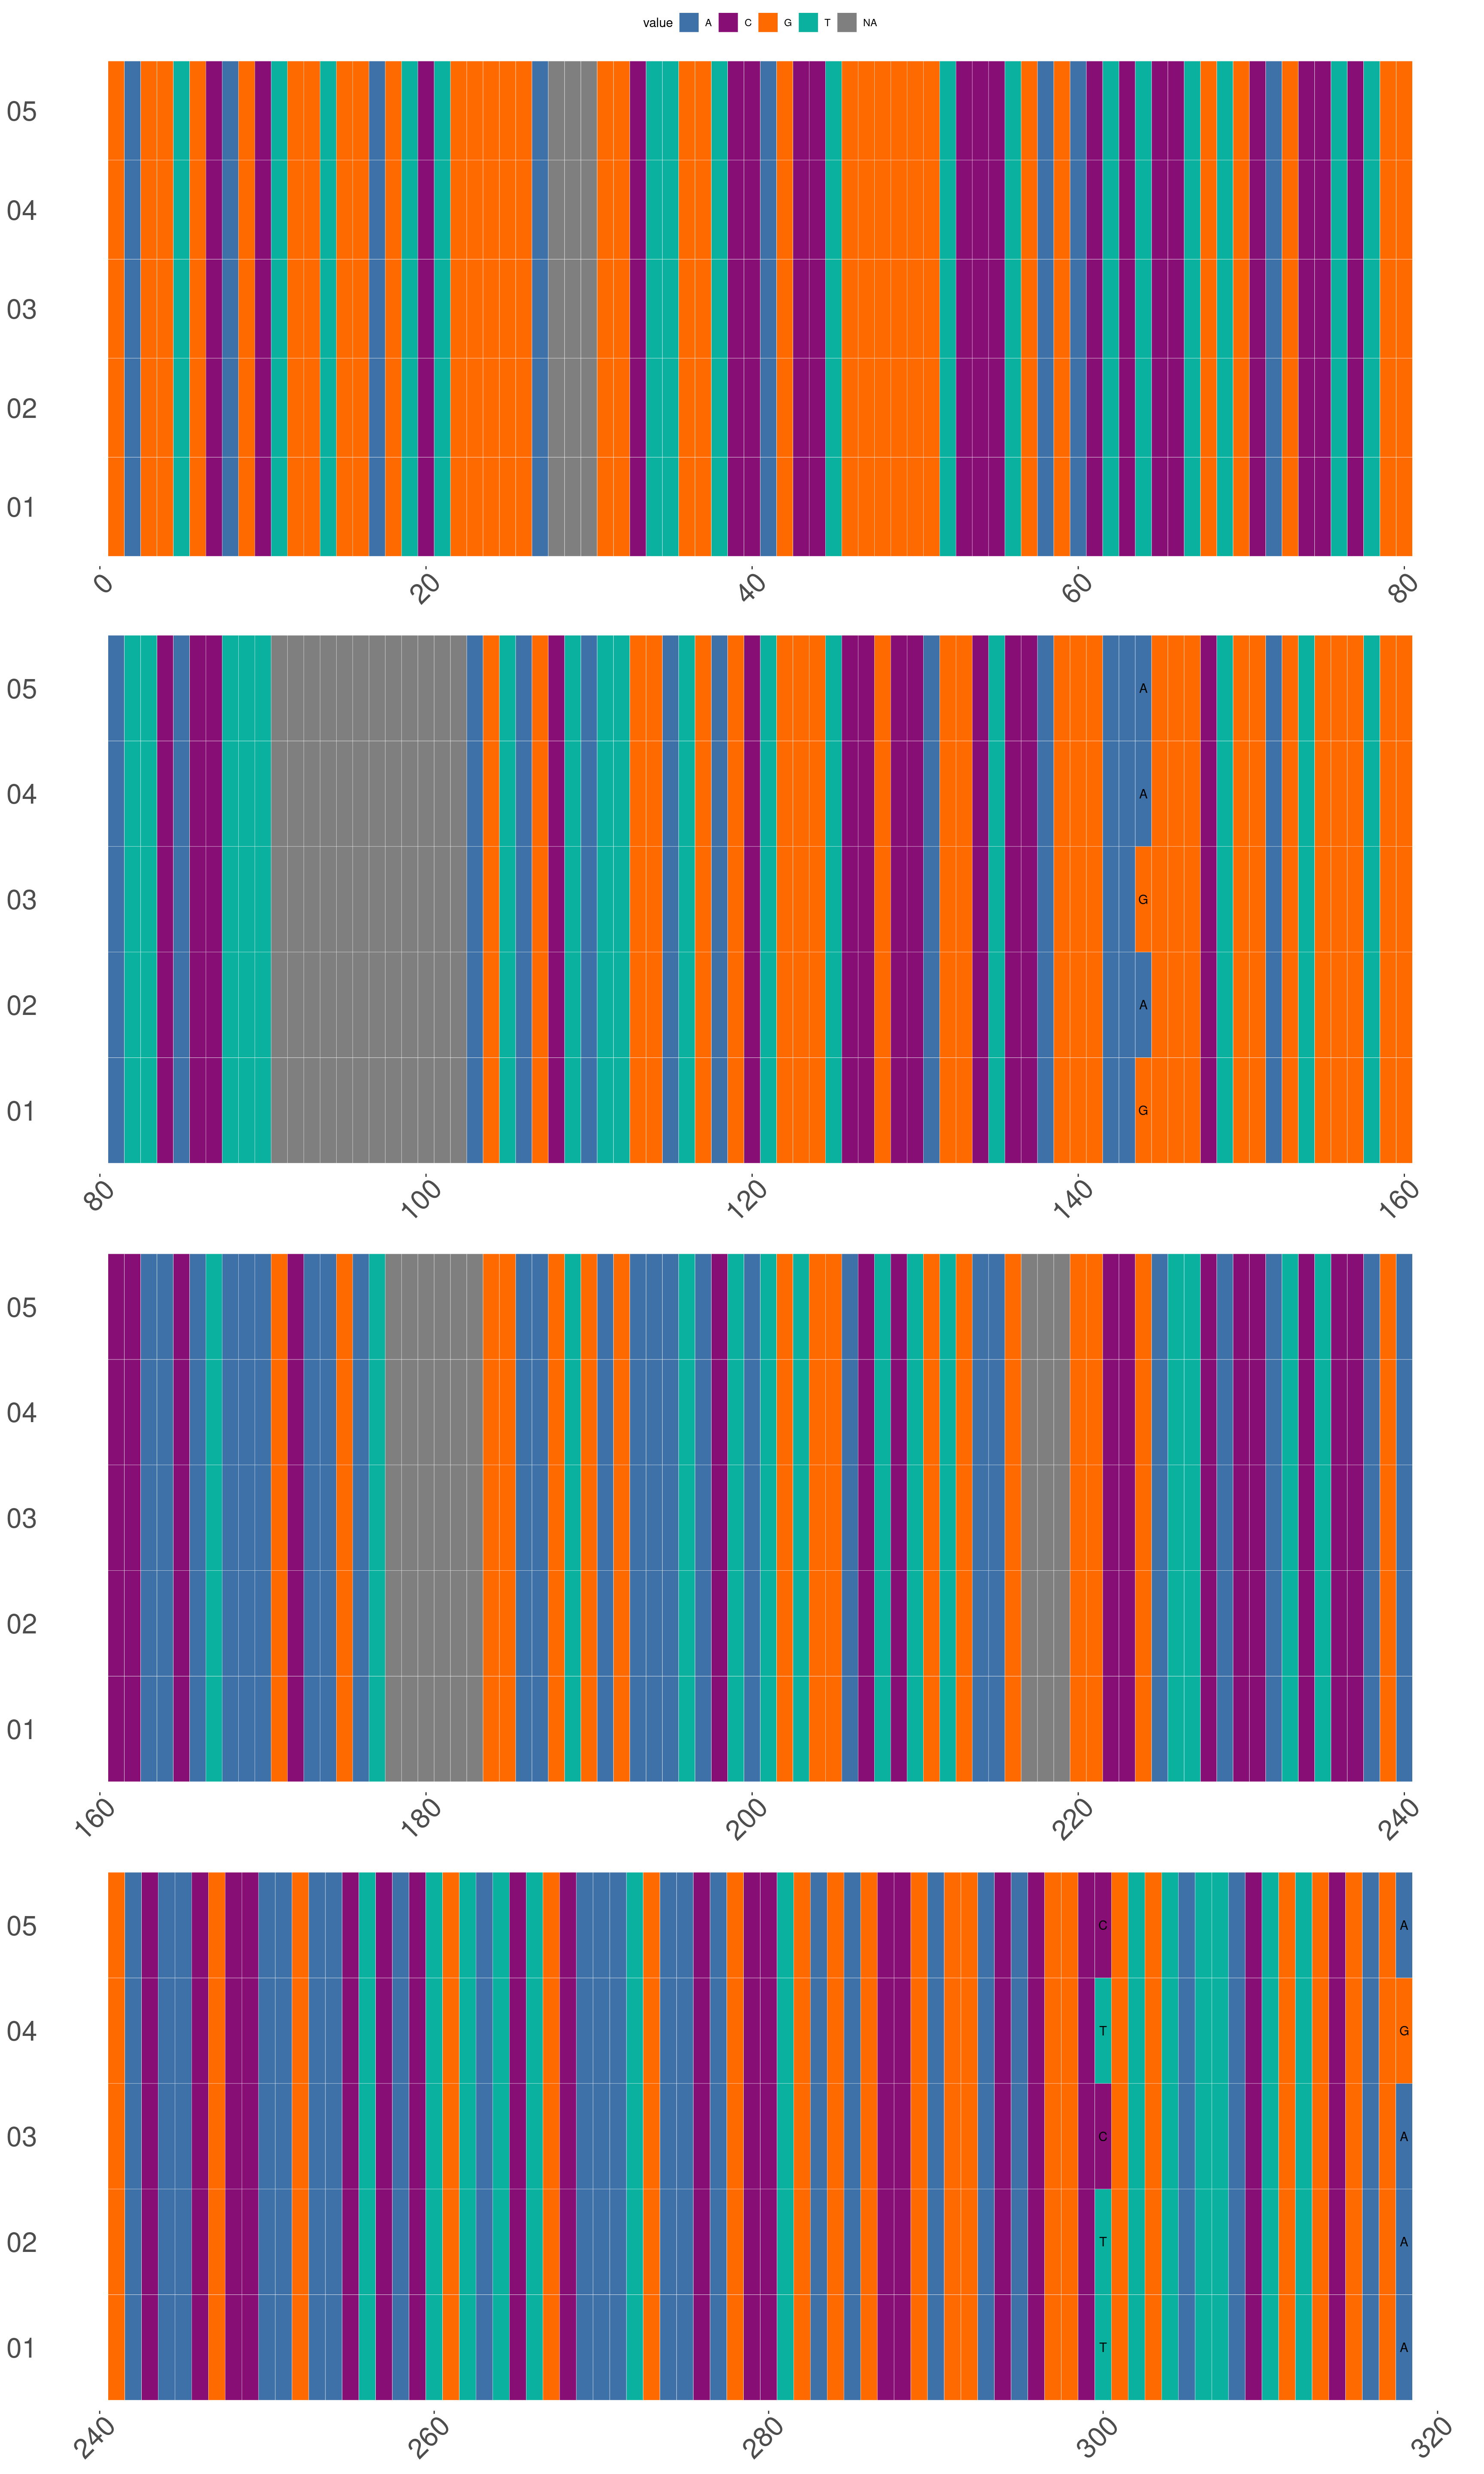 value A C G T NA
05
04
03
02
01
0 20 40 60 80
05 A
04 A
03 G
02 A
01 G
80 100 120 140 160
05
04
03
02
01
160 180 200 220 240
05 C A
04 T G
03 C A
02 T A
01 T A
240 260 280 300 320